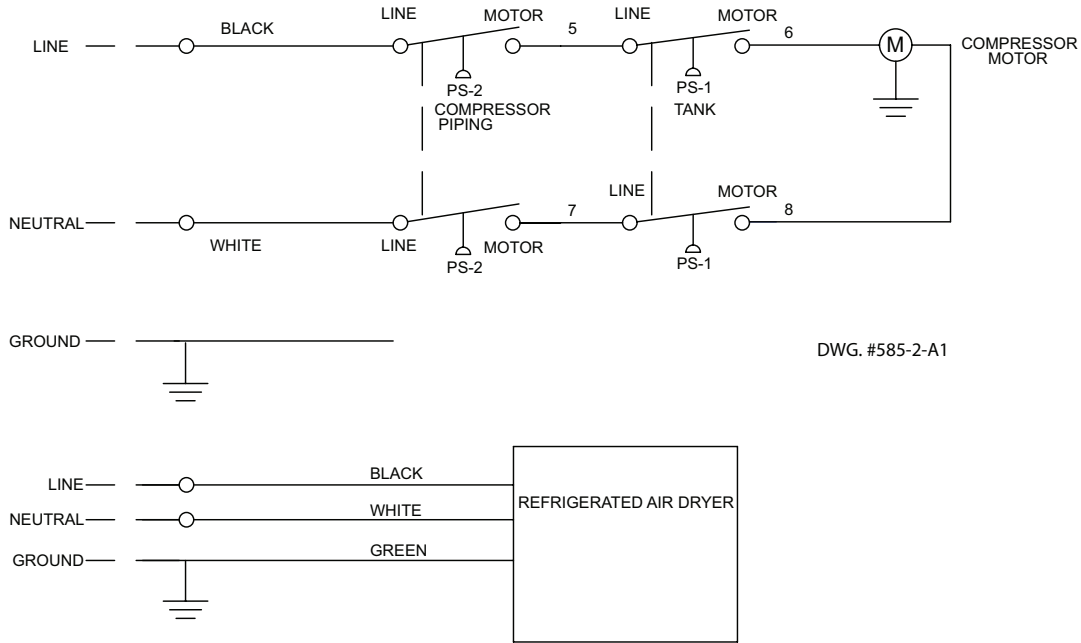 LINE MOTOR 5 LINE MOTOR 6
LINE BLACK M COMPRESSOR
MOTOR
PS-2 PS-1
COMPRESSOR
PIPING
TANK
LINE MOTOR
NEUTRAL 7 8
WHITE LINE MOTOR
PS-2 PS-1
GROUND
DWG. #585-2-A1
LINE BLACK
REFRIGERATED AIR DRYER
NEUTRAL WHITE
GROUND GREEN